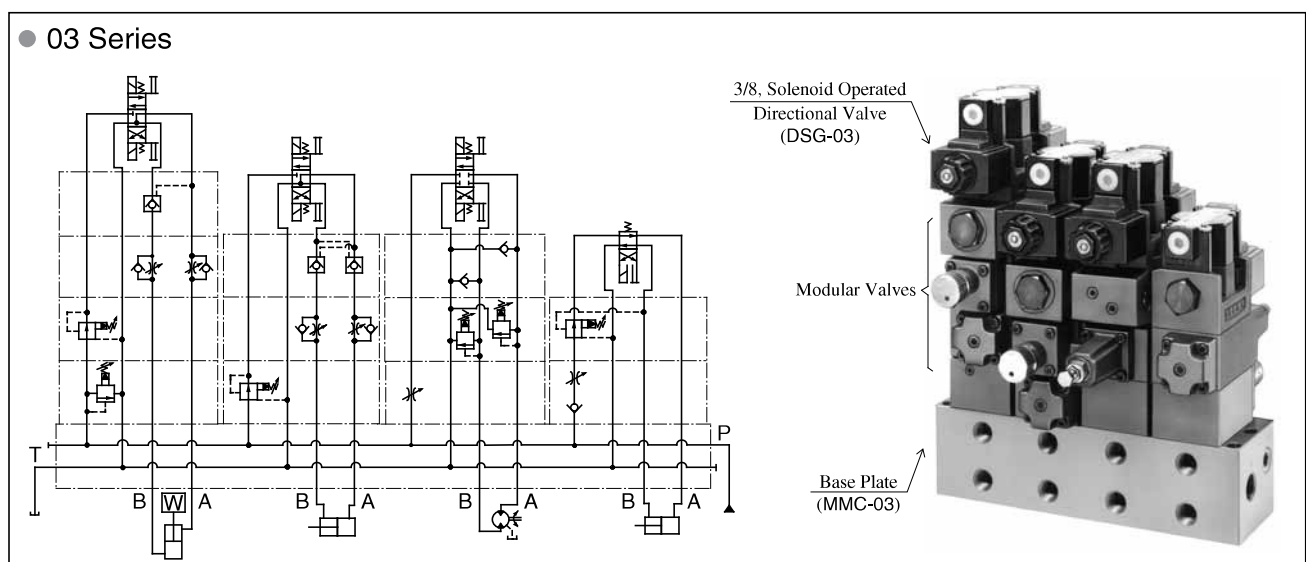 03 Series
3/8, Solenoid Operated
Directional Valve
(DSG-03)
Modular Valves
Base Plate
(MMC-03)
T
P
B
W
A
B
A
B
A
B
A